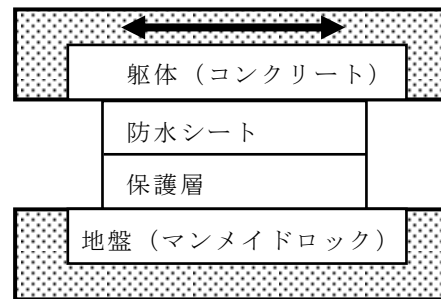 躯体（コンクリート）
防水シート
保護層
地盤（マンメイドロック）